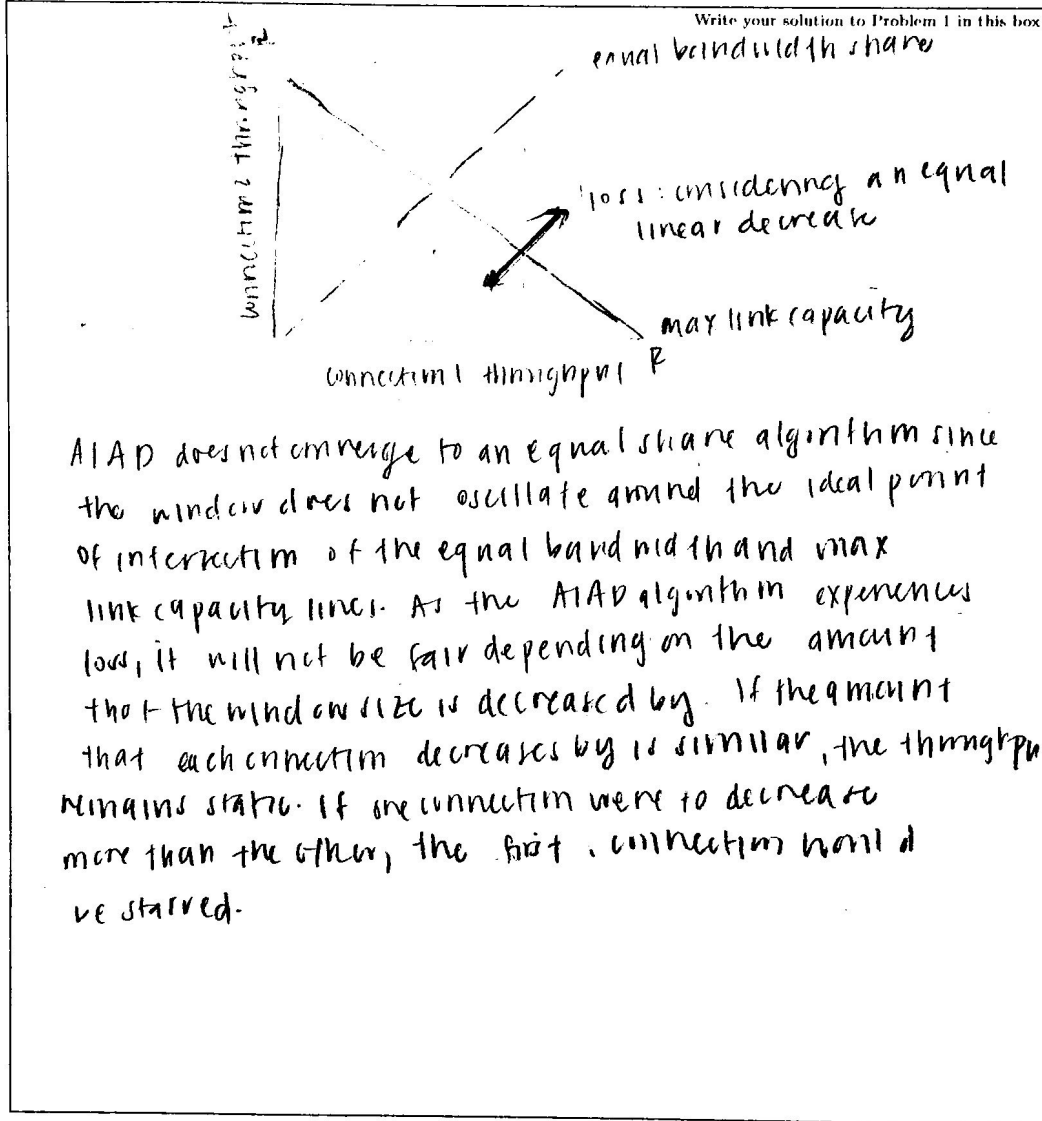 Write your solution to Problem 1 in this box
R
equal bandwidth share
connection 2 throughput
loss: considering an equal
linear decrease
max link capacity
R
connection 1 throughput
AIAD does not converge to an equal share algorithm since
the window does not oscillate around the ideal point
of intersection of the equal bandwidth and max
link capacity lines. As the AIAD algorithm experiences
loss, it will not be fair depending on the amount
that the window size is decreased by. If the amount
that each connection decreases by is similar, the throughpu
remains static. If one connection were to decrease
more than the other, the first connection would
be starved.